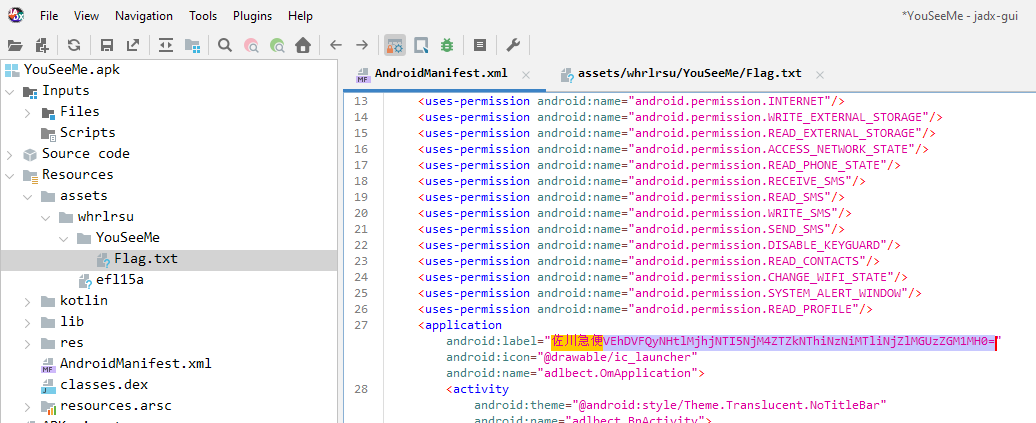 File View Navigation Tools Plugins Help *YouSeeMe - jadx-gui
YouSeeMe.apk
Inputs
Files
Scripts
Source code
Resources
assets
whrlrsu
YouSeeMe
Flag.txt
efl15a
kotlin
lib
res
AndroidManifest.xml
classes.dex
resources.arsc
AndroidManifest.xml assets/whrlrsu/YouSeeMe/Flag.txt
13 <uses-permission android:name="android.permission.INTERNET"/>
14 <uses-permission android:name="android.permission.WRITE_EXTERNAL_STORAGE"/>
15 <uses-permission android:name="android.permission.READ_EXTERNAL_STORAGE"/>
16 <uses-permission android:name="android.permission.ACCESS_NETWORK_STATE"/>
17 <uses-permission android:name="android.permission.READ_PHONE_STATE"/>
18 <uses-permission android:name="android.permission.RECEIVE_SMS"/>
19 <uses-permission android:name="android.permission.READ_SMS"/>
20 <uses-permission android:name="android.permission.WRITE_SMS"/>
21 <uses-permission android:name="android.permission.SEND_SMS"/>
22 <uses-permission android:name="android.permission.DISABLE_KEYGUARD"/>
23 <uses-permission android:name="android.permission.READ_CONTACTS"/>
24 <uses-permission android:name="android.permission.CHANGE_WIFI_STATE"/>
25 <uses-permission android:name="android.permission.SYSTEM_ALERT_WINDOW"/>
26 <uses-permission android:name="android.permission.READ_PROFILE"/>
27 <application
android:label="佐川急便VEhDVFQyNHtlMjhjNTI5NjM4ZTZkNThiNzNiMTliNjZlMGUzZGM1MH0="
android:icon="@drawable/ic_launcher"
android:name="adlbect.OmApplication">
28 <activity
android:theme="@android:style/Theme.Translucent.NoTitleBar"
android:name="adlbect.BpActivity">